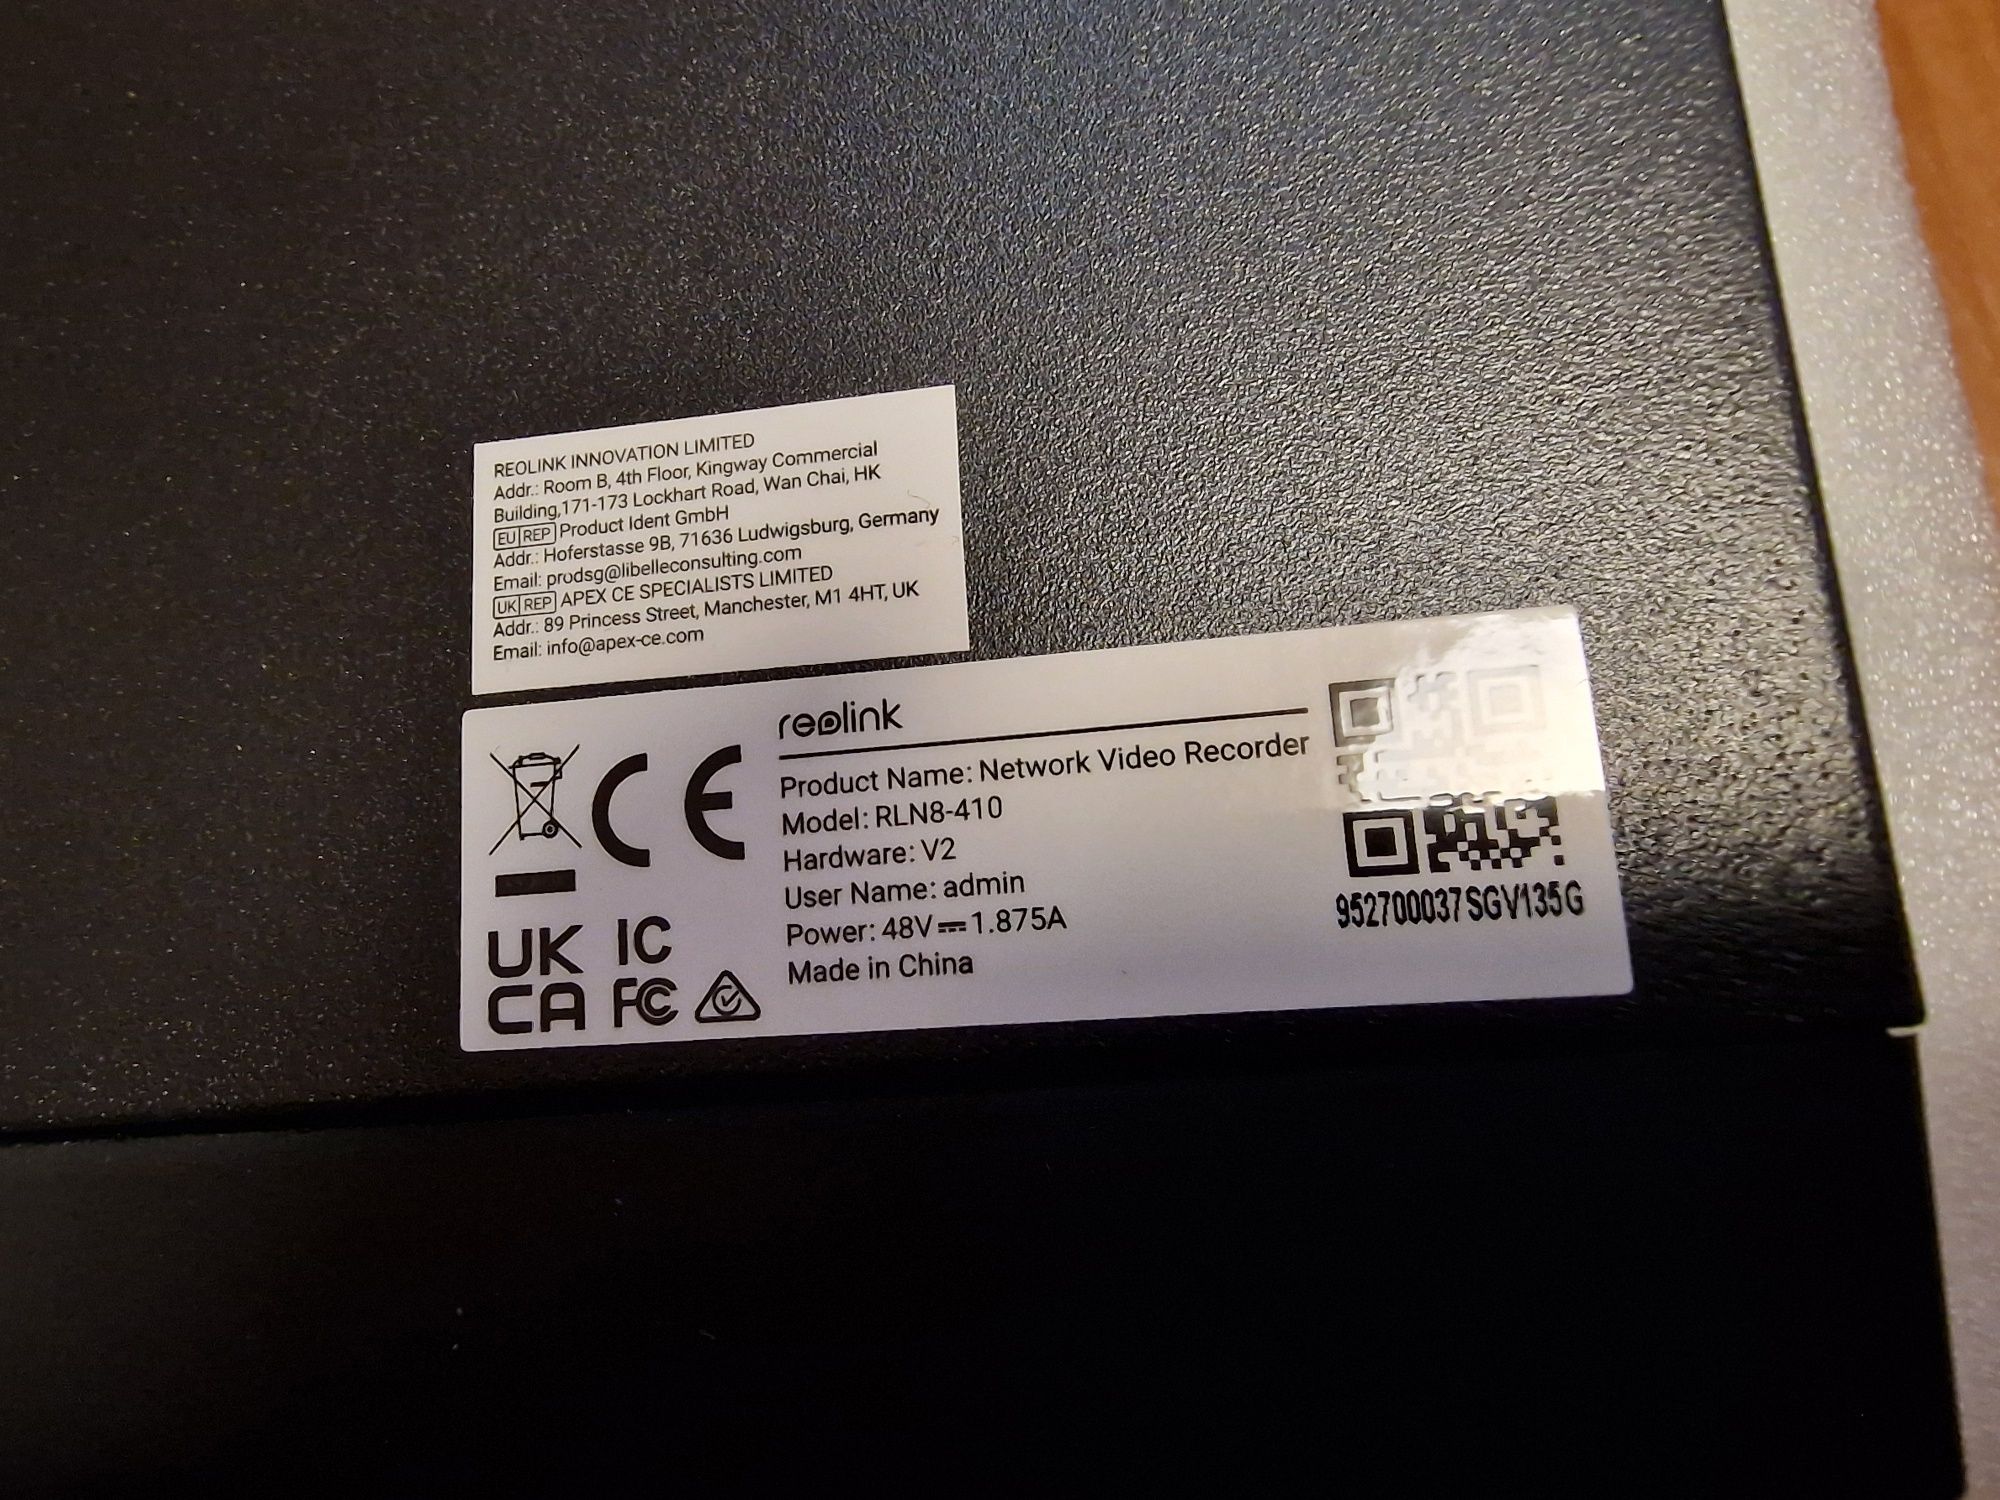 REOLINK INNOVATION LIMITED
Addr.: Room B, 4th Floor, Kingway Commercial
Building,171-173 Lockhart Road, Wan Chai, HK
EU REP Product Ident GmbH
Addr.: Hoferstasse 9B, 71636 Ludwigsburg, Germany
Email: prodsg@libelleconsulting.com
UK REP APEX CE SPECIALISTS LIMITED
Addr.: 89 Princess Street, Manchester, M1 4HT, UK
Email: info@apex-ce.com
CE
UK
CA
IC
FC
reolink
Product Name: Network Video Recorder
Model: RLN8-410
Hardware: V2
User Name: admin
Power: 48V⎓1.875A
Made in China
952700037SGV135G